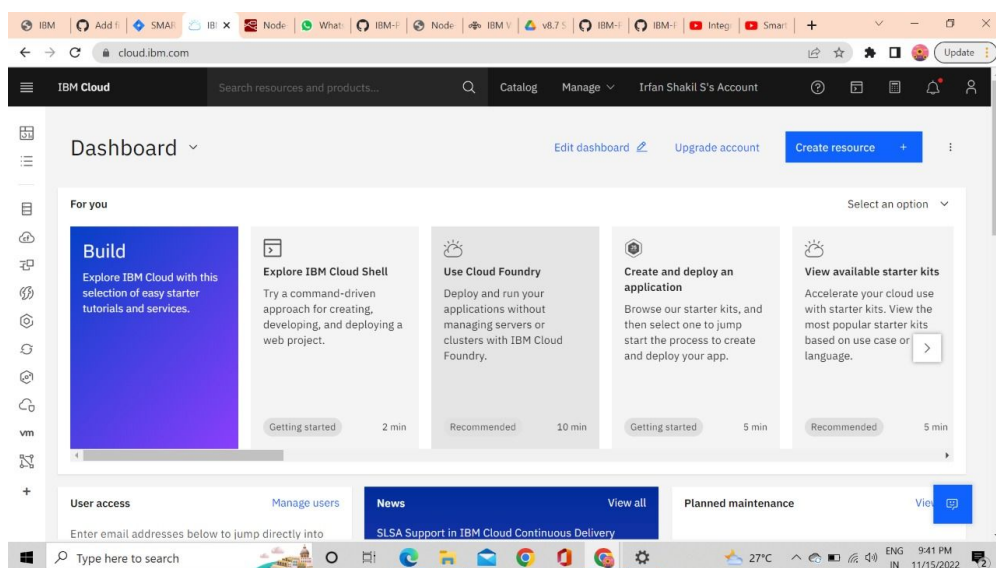 IBM
Add fi
SMAR
IBI
Node
What
IBM-F
Node
IBM V
v8.7 5
IBM-F
IBM-F
Integ
Smart
cloud.ibm.com
Update
IBM Cloud
Search resources and products...
Catalog
Manage
Irfan Shakil S's Account
Dashboard
Edit dashboard
Upgrade account
Create resource +
For you
Select an option
Build
Explore IBM Cloud with this
selection of easy starter
tutorials and services.
Explore IBM Cloud Shell
Try a command-driven
approach for creating,
developing, and deploying a
web project.
Getting started
2 min
Use Cloud Foundry
Deploy and run your
applications without
managing servers or
clusters with IBM Cloud
Foundry.
Recommended
10 min
Create and deploy an
application
Browse our starter kits, and
then select one to jump
start the process to create
and deploy your app.
Getting started
5 min
View available starter kits
Accelerate your cloud use
with starter kits. View the
most popular starter kits
based on use case or
language.
Recommended
5 min
vm
User access
Manage users
Enter email addresses below to jump directly into
News
View all
SLSA Support in IBM Cloud Continuous Delivery
Planned maintenance
View
Type here to search
27°C
ENG
IN
9:41 PM
11/15/2022
2